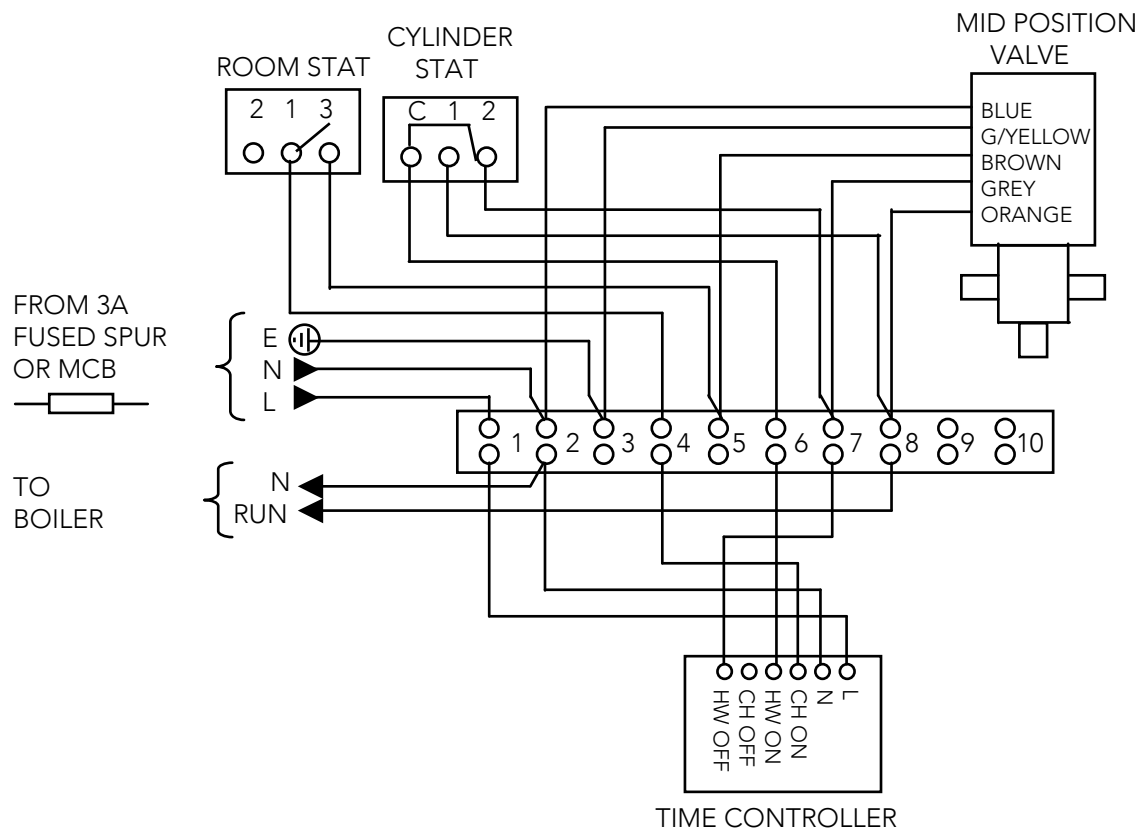 MID POSITION
VALVE
CYLINDER
STAT
ROOM STAT
2 1 3
C 1 2
BLUE
G/YELLOW
BROWN
GREY
ORANGE
FROM 3A
FUSED SPUR
OR MCB
E
N
L
1 2 3 4 5 6 7 8 9 10
TO
BOILER
N
RUN
HW OFF
CH OFF
HW ON
CH ON
N
L
TIME CONTROLLER